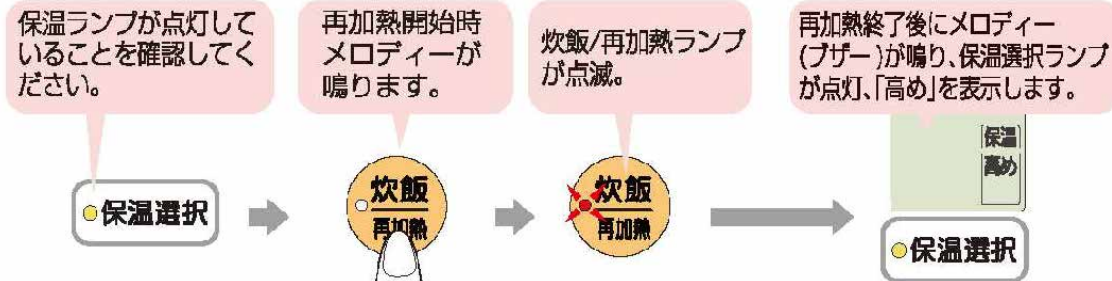 保温ランプが点灯して
いることを確認してく
ださい。
再加熱開始時
メロディーが
鳴ります。
炊飯/再加熱ランプ
が点滅。
再加熱終了後にメロディー
(ブザー)が鳴り、保温選択ランプ
が点灯、「高め」を表示します。
保温選択
炊飯
再加熱
炊飯
再加熱
保温
高め
保温選択